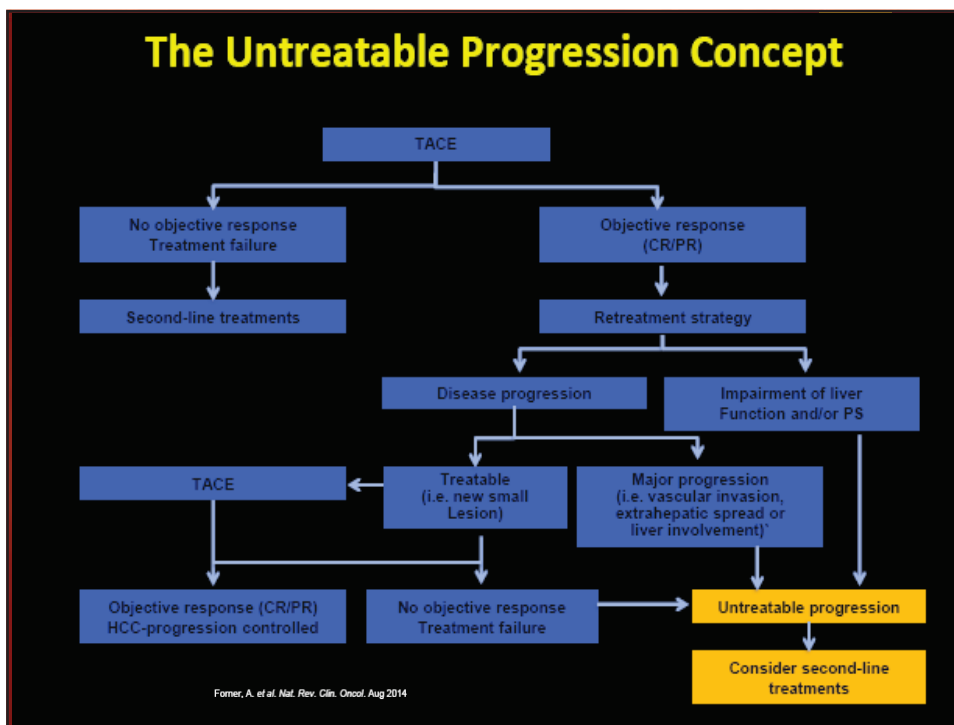 The Untreatable Progression Concept
TACE
No objective response
Treatment failure
Objective response
(CR/PR)
Second-line treatments
Retreatment strategy
Disease progression
Impairment of liver
Function and/or PS
TACE
Treatable
(i.e. new small
Lesion)
Major progression
(i.e. vascular invasion,
extrahepatic spread or
liver involvement)`
Objective response (CR/PR)
HCC-progression controlled
No objective response
Treatment failure
Untreatable progression
Consider second-line
treatments
Forner, A. et al. Nat. Rev. Clin. Oncol. Aug 2014